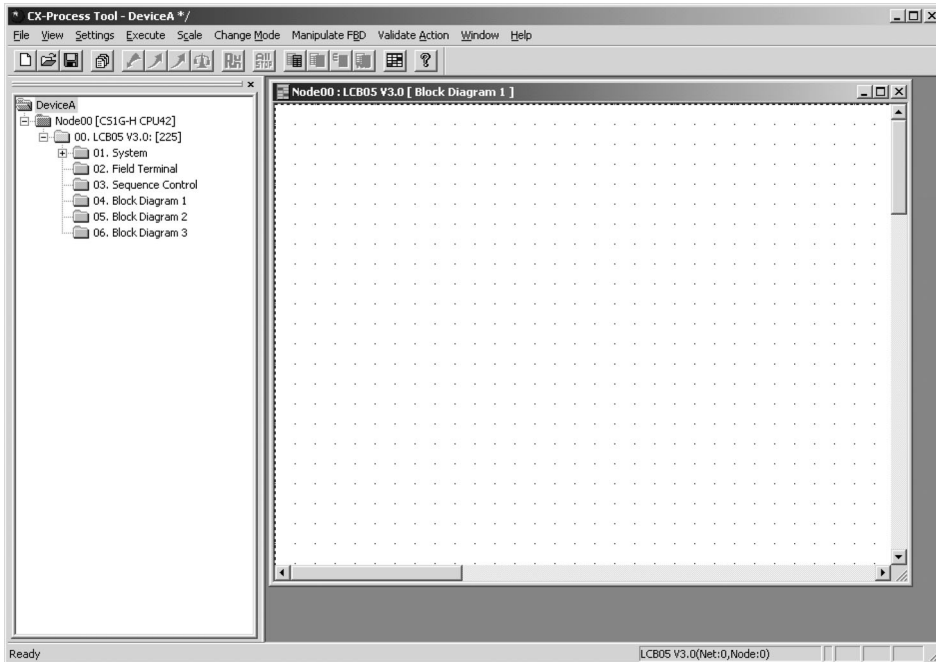 CX-Process Tool - DeviceA */
File View Settings Execute Scale Change Mode Manipulate FBD Validate Action Window Help
Run All STOP
DeviceA
Node00 [CS1G-H CPU42]
00. LCB05 V3.0: [225]
01. System
02. Field Terminal
03. Sequence Control
04. Block Diagram 1
05. Block Diagram 2
06. Block Diagram 3
Node00 : LCB05 V3.0 [ Block Diagram 1 ]
Ready
LCB05 V3.0(Net:0,Node:0)